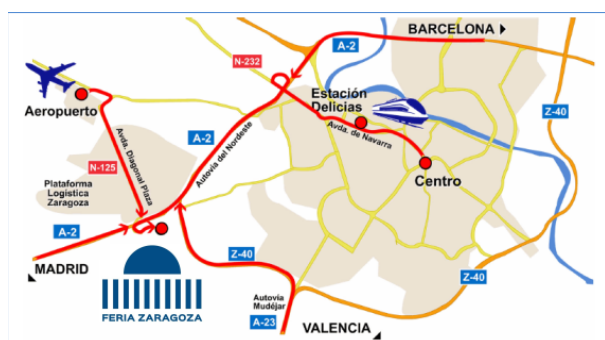 BARCELONA
A-2
N-232
Estación
Delicias
Aeropuerto
Z-40
A-2
Avda. de Navarra
Autovía del Nordeste
Avda. Diagonal Plaza
N-125
Centro
Plataforma
Logística
Zaragoza
A-2
MADRID
Z-40
Z-40
FERIA ZARAGOZA
Autovía
Mudéjar
A-23
VALENCIA